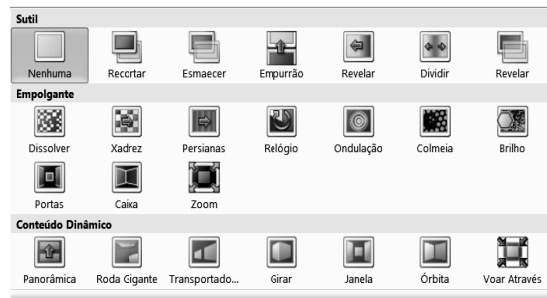 Sutil
Nenhuma Recortar Esmaecer Empurrão Revelar Dividir Revelar
Empolgante
Dissolver Xadrez Persianas Relógio Ondulação Colmeia Brilho
Portas Caixa Zoom
Conteúdo Dinâmico
Panorâmica Roda Gigante Transportado... Girar Janela Órbita Voar Através